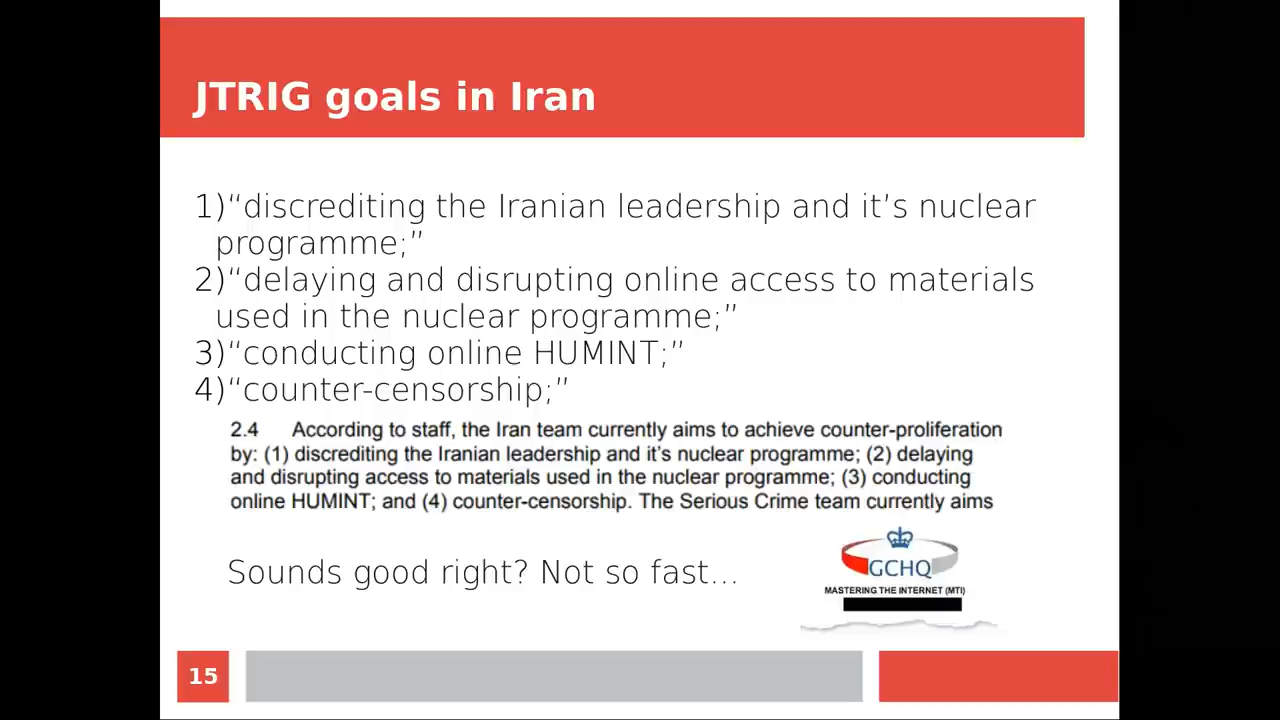 JTRIG goals in Iran
1)“discrediting the Iranian leadership and it’s nuclear
programme;”
2)“delaying and disrupting online access to materials
used in the nuclear programme;”
3)“conducting online HUMINT;”
4)“counter-censorship;”
2.4 According to staff, the Iran team currently aims to achieve counter-proliferation
by: (1) discrediting the Iranian leadership and it’s nuclear programme; (2) delaying
and disrupting access to materials used in the nuclear programme; (3) conducting
online HUMINT; and (4) counter-censorship. The Serious Crime team currently aims
Sounds good right? Not so fast...
GCHQ
MASTERING THE INTERNET (MTI)
15